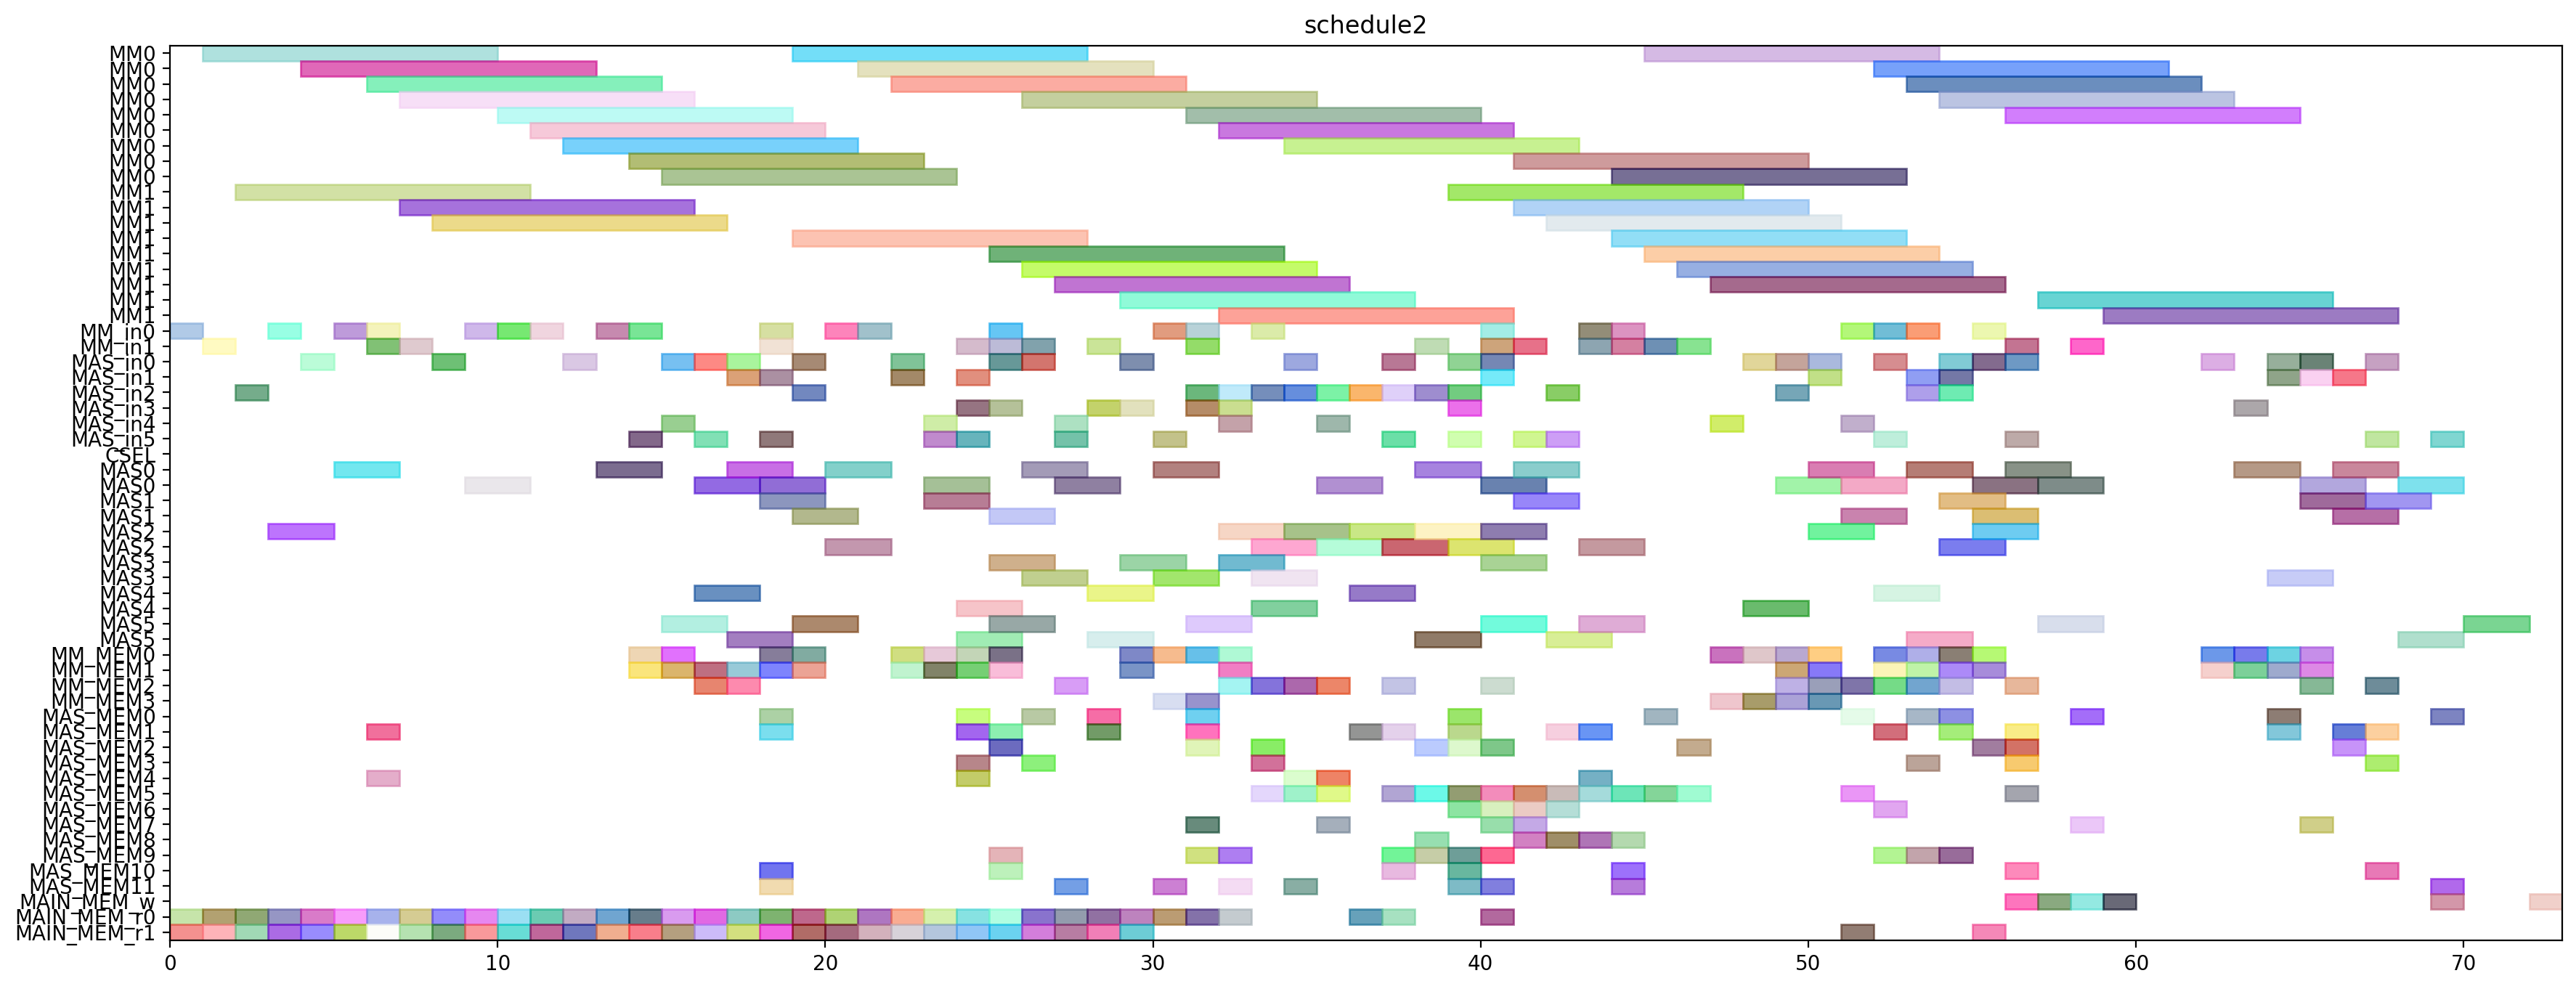 schedule2
MM0
MM0
MM0
MM0
MM0
MM0
MM0
MM0
MM0
MM1
MM1
MM1
MM1
MM1
MM1
MM1
MM1
MM1
MM_in0
MM_in1
MAS_in0
MAS_in1
MAS_in2
MAS_in3
MAS_in4
MAS_in5
CSEL
MAS0
MAS0
MAS1
MAS1
MAS2
MAS2
MAS3
MAS3
MAS4
MAS4
MAS5
MAS5
MM_MEM0
MM_MEM1
MM_MEM2
MM_MEM3
MAS_MEM0
MAS_MEM1
MAS_MEM2
MAS_MEM3
MAS_MEM4
MAS_MEM5
MAS_MEM6
MAS_MEM7
MAS_MEM8
MAS_MEM9
MAS_MEM10
MAS_MEM11
MAIN_MEM_w
MAIN_MEM_r0
MAIN_MEM_r1
0 10 20 30 40 50 60 70